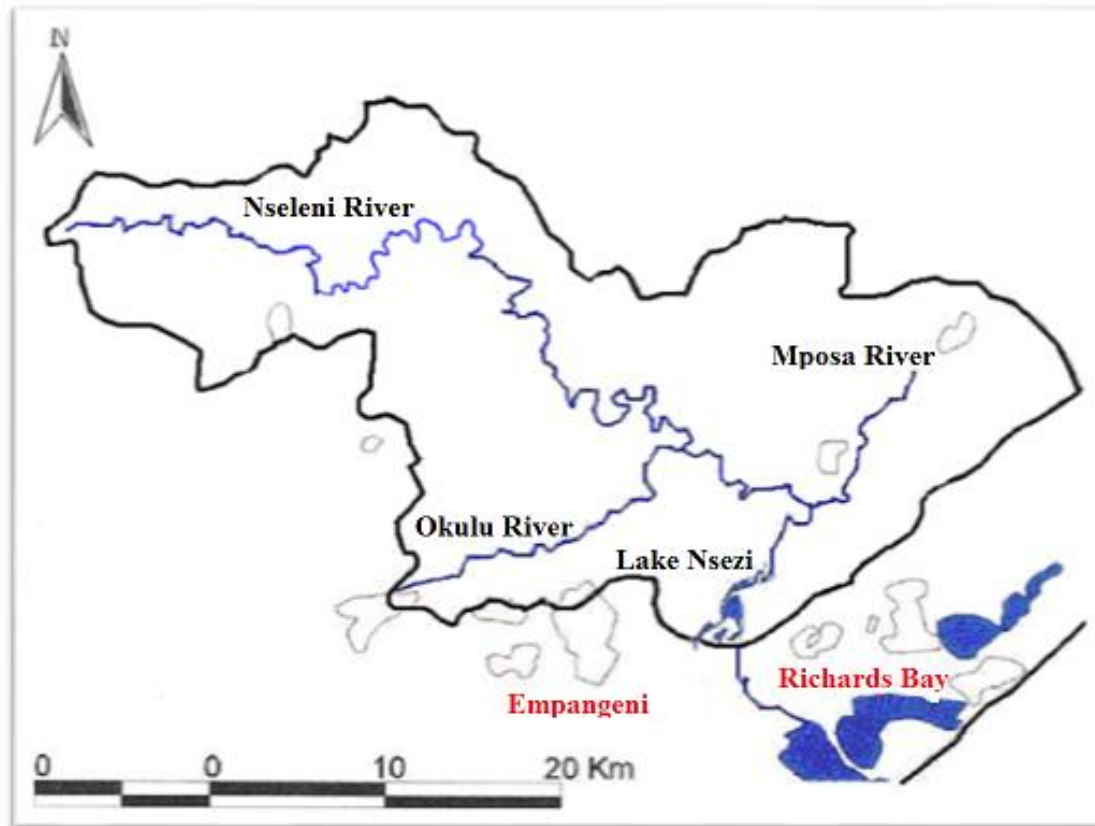 N
Nseleni River
Mposa River
Okulu River
Lake Nsezi
Richards Bay
Empangeni
0 0 10 20 Km